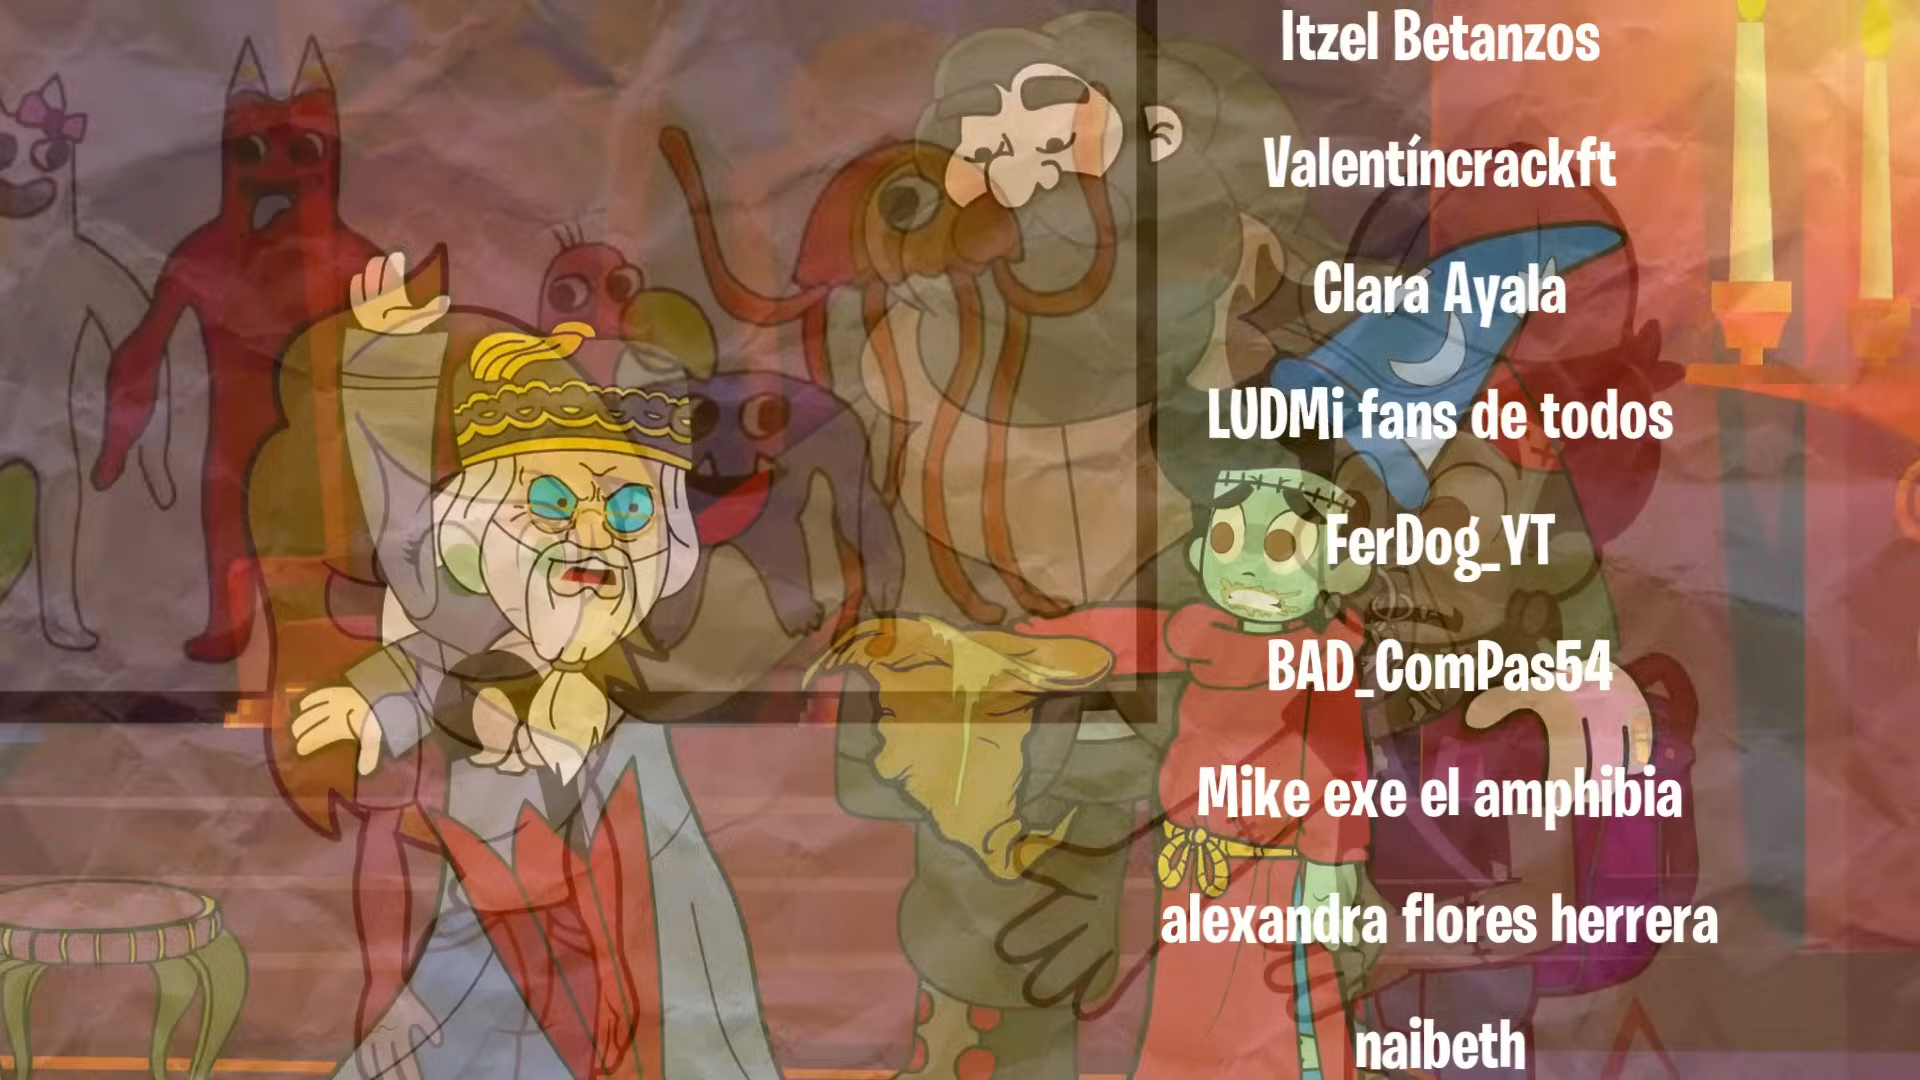 Itzel Betanzos
Valentíncrackft
Clara Ayala
LUDMi fans de todos
FerDog_YT
BAD_ComPas54
Mike exe el amphibia
alexandra flores herrera
naibeth